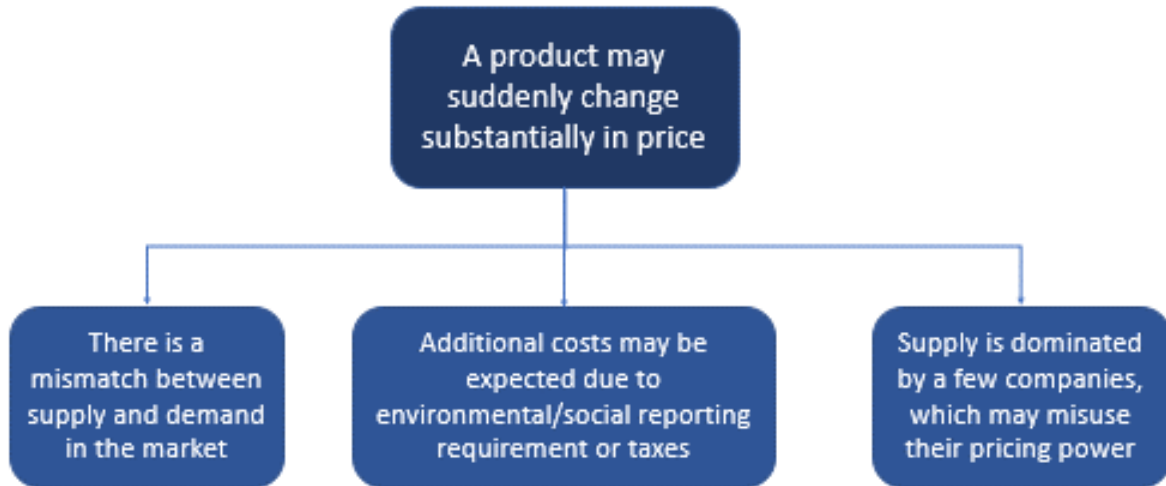 A product may
suddenly change
substantially in price
There is a
mismatch between
supply and demand
in the market
Additional costs may be
expected due to
environmental/social reporting
requirement or taxes
Supply is dominated
by a few companies,
which may misuse
their pricing power